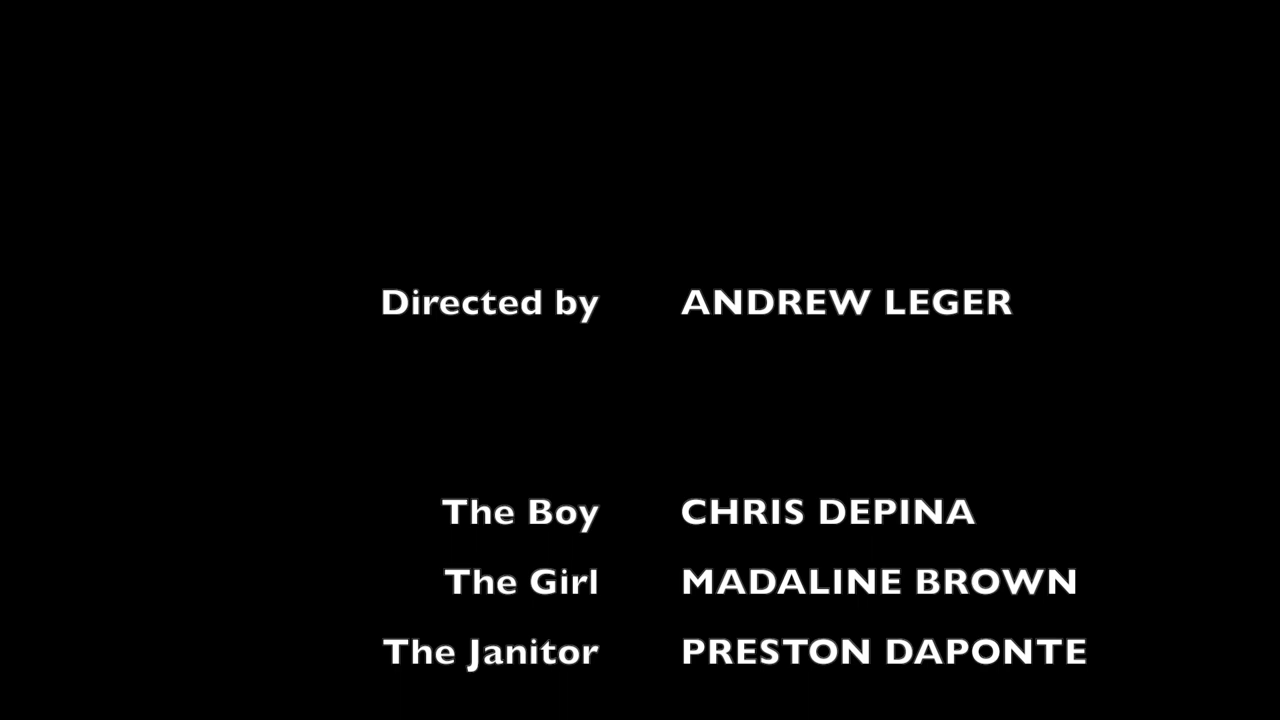 Directed by ANDREW LEGER
The Boy CHRIS DEPINA
The Girl MADALINE BROWN
The Janitor PRESTON DAPONTE